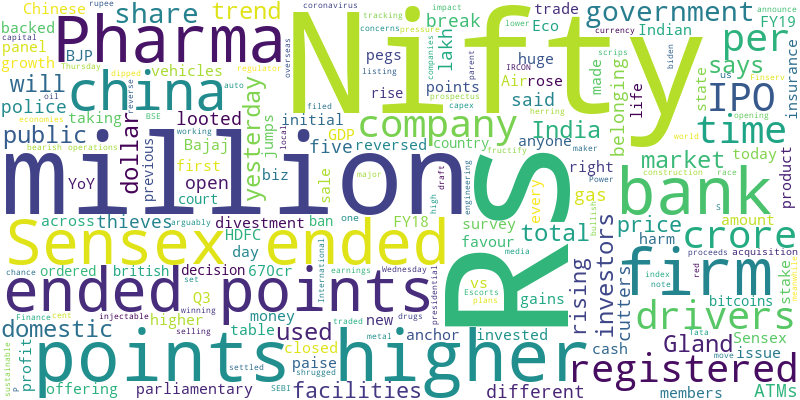 Chinese
coronavirus
share
trend
rupee
capital
tracking
impact
lower
Eco
trade
government
announce
backed
Pharma
Nifty
concerns
pressure
break
currency
us
FY19
panel
BJP
Thursday
dipped
regulator
overseas
pegs
companies
lakh
huge
Indian
biden
per
growth
oil
reverse
auto
listing
parent
scrips
IRCON
says
Finserv
will
china
vehicles
rise
points
Air
rose
made
state
insurance
economies
police
BSE
filed
prospectus
capex
said
herring
belonging
life
IPO
taking
looted
yesterday
initial
company
India
time
bearish operations
working
world
public
dollar
previous
jumps
GDP
country
anyone
fructify
opening
million
Rs
local
five
reversed
maker
Power
market
today
product
YoY
Bajaj
first
biz
sale
major
draft
engineering
right
construction
race
open
court
high
every
gas
bullish
bank
s
across
thieves
divestment
ban
one
FY18
survey
total
price
amount
Sensex ended
HDFC
day
favour
media
investors
harm
crore
chance
arguably
International
presidential
proceeds
acquisition
ordered
british
670cr
earnings
Wednesday
vs
Escorts
plans
rising
firm
index
note
red
stake
ended points
decision
set
gains
cutters
bitcoins
Q3
money
winning
injectable
drugs
drivers
Finance
cent
higher
table
new
anchor
invested
Gland
Sensex
tata
domestic
used
selling
traded
metal
cash
issue
move
sustainable
profit
points higher
closed
paise
registered
P
offering
settled
shrugged
SEBI
parliamentary
facilities
different
members
ATMs